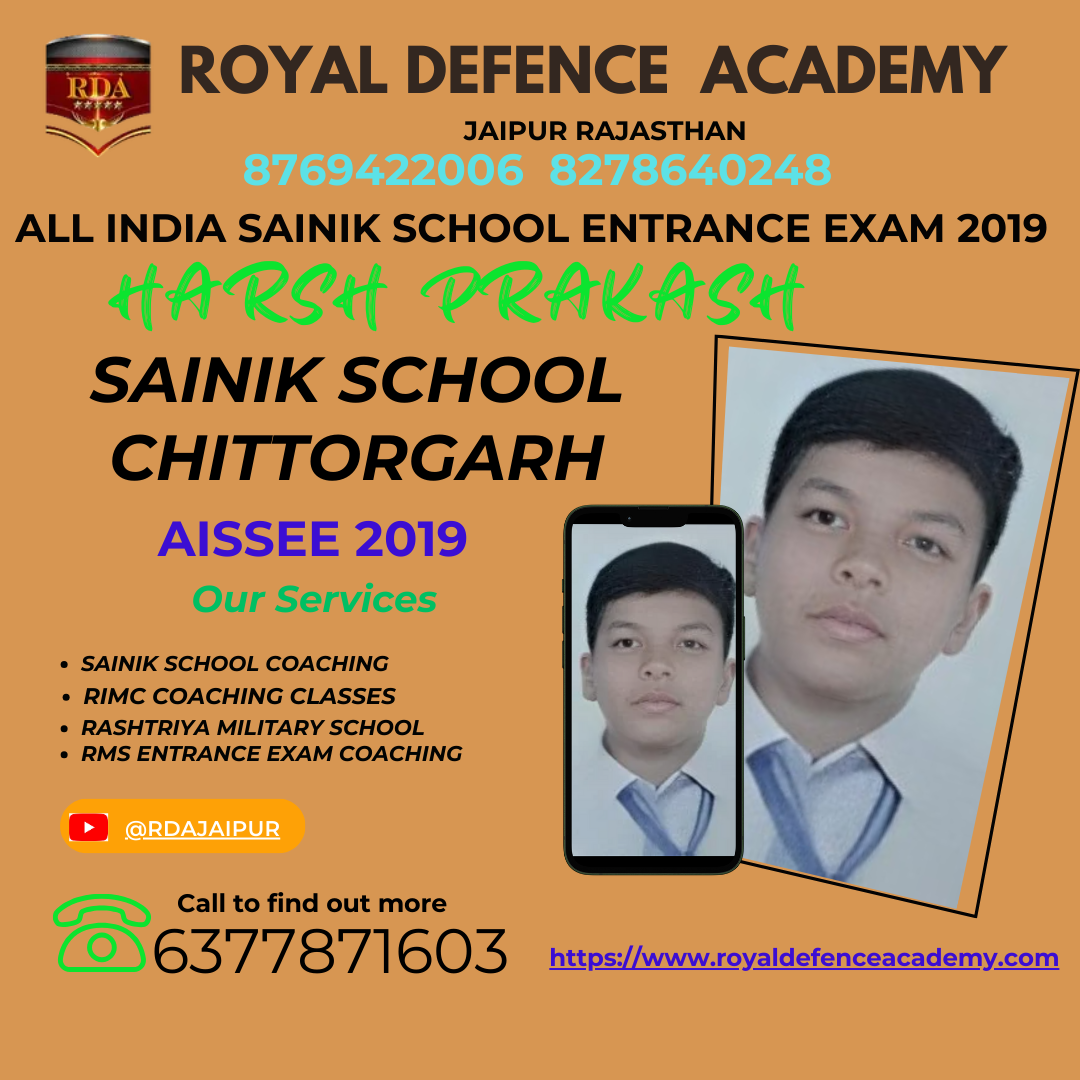 RDA
ROYAL DEFENCE ACADEMY
JAIPUR RAJASTHAN
8769422006 8278640248
ALL INDIA SAINIK SCHOOL ENTRANCE EXAM 2019
HARSH PRAKASH
SAINIK SCHOOL
CHITTORGARH
AISSEE 2019
Our Services
• SAINIK SCHOOL COACHING
• RIMC COACHING CLASSES
• RASHTRIYA MILITARY SCHOOL
• RMS ENTRANCE EXAM COACHING
@RDAJAIPUR
Call to find out more
6377871603
https://www.royaldefenceacademy.com